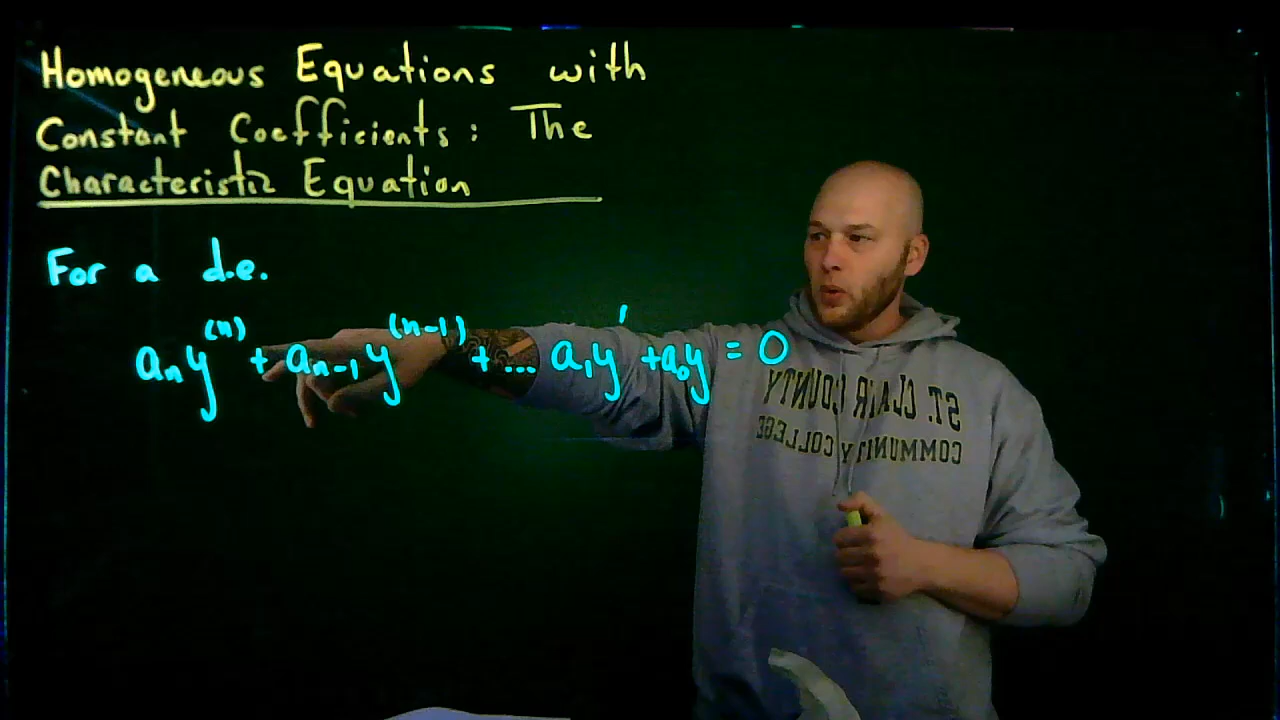 Homogeneous Equations with
Constant Coefficients: The
Characteristic Equation
For a d.e.
aₙy⁽ⁿ⁾ + aₙ₋₁y⁽ⁿ⁻¹⁾ + ... a₁y' + a₀y = 0
ST. CLAIR COUNTY
COMMUNITY COLLEGE